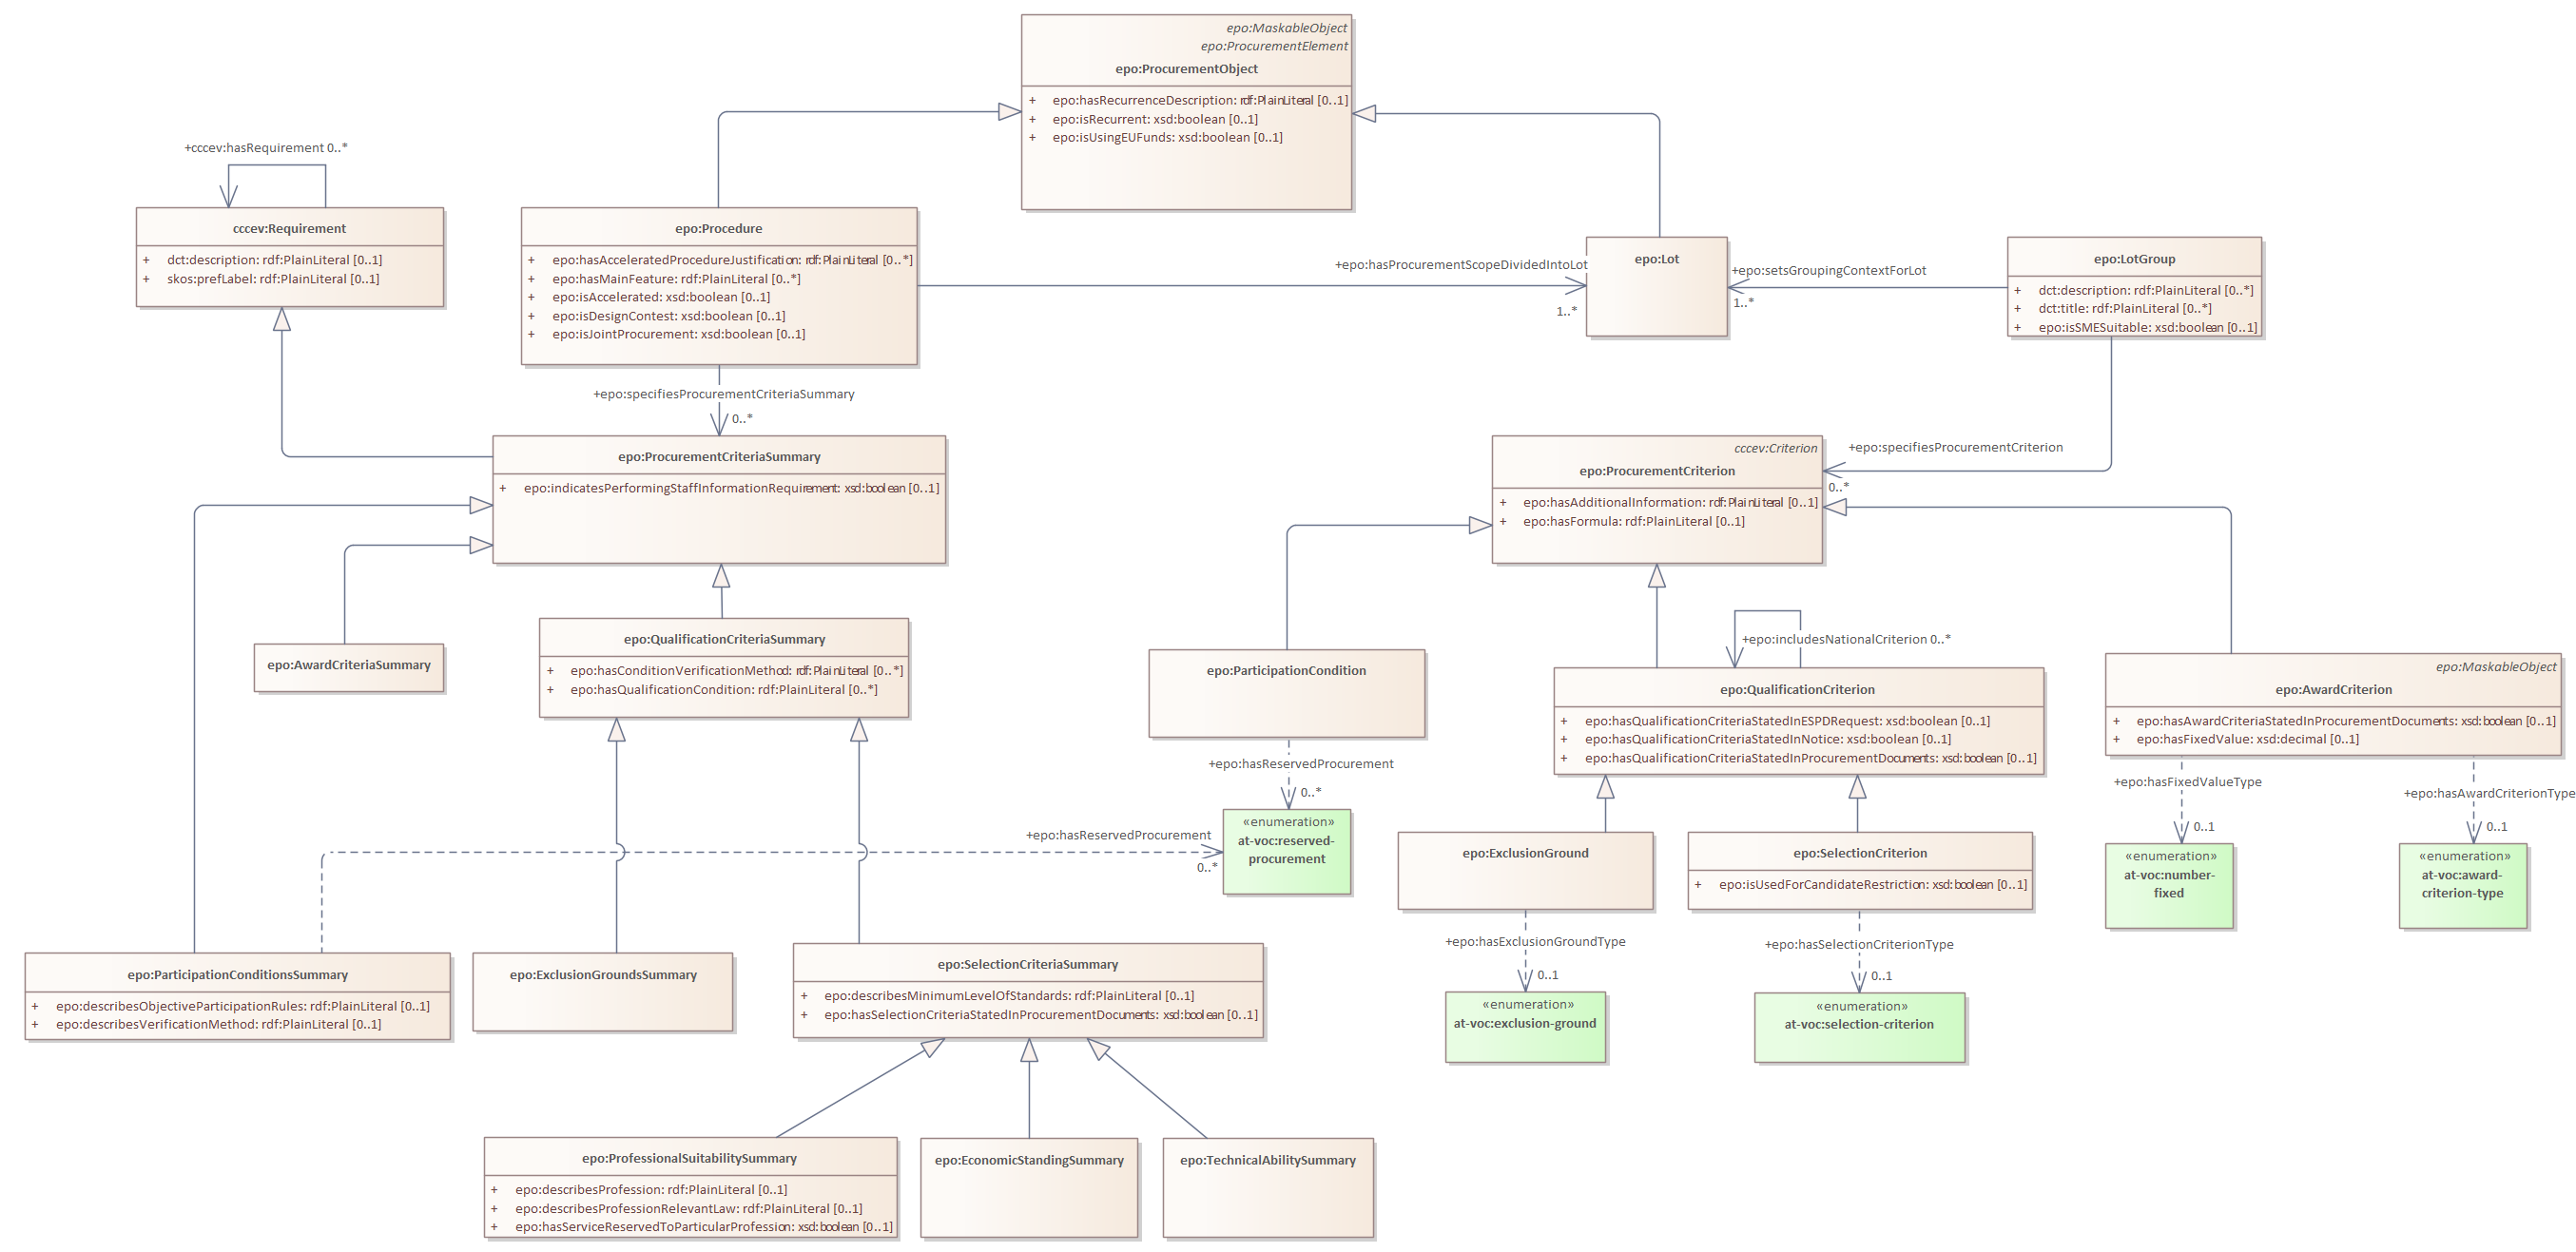 epo:MaskableObject
epo:ProcurementElement
epo:ProcurementObject
+ epo:hasRecurrenceDescription: rdf:PlainLiteral [0..1]
+ epo:isRecurrent: xsd:boolean [0..1]
+ epo:isUsingEUFunds: xsd:boolean [0..1]
+cccev:hasRequirement 0..*
cccev:Requirement
+ dct:description: rdf:PlainLiteral [0..1]
+ skos:prefLabel: rdf:PlainLiteral [0..1]
epo:Procedure
+ epo:hasAcceleratedProcedureJustification: rdf:PlainLiteral [0..*]
+ epo:hasMainFeature: rdf:PlainLiteral [0..*]
+ epo:isAccelerated: xsd:boolean [0..1]
+ epo:isDesignContest: xsd:boolean [0..1]
+ epo:isJointProcurement: xsd:boolean [0..1]
+epo:hasProcurementScopeDividedIntoLot
1..*
epo:Lot
+epo:setsGroupingContextForLot
1..*
epo:LotGroup
+ dct:description: rdf:PlainLiteral [0..*]
+ dct:title: rdf:PlainLiteral [0..*]
+ epo:isSMESuitable: xsd:boolean [0..1]
+epo:specifiesProcurementCriteriaSummary
0..*
epo:ProcurementCriteriaSummary
+ epo:indicatesPerformingStaffInformationRequirement: xsd:boolean [0..1]
cccev:Criterion
epo:ProcurementCriterion
+ epo:hasAdditionalInformation: rdf:PlainLiteral [0..1]
+ epo:hasFormula: rdf:PlainLiteral [0..1]
+epo:specifiesProcurementCriterion
0..*
epo:AwardCriteriaSummary
epo:QualificationCriteriaSummary
+ epo:hasConditionVerificationMethod: rdf:PlainLiteral [0..*]
+ epo:hasQualificationCondition: rdf:PlainLiteral [0..*]
epo:ParticipationCondition
+epo:hasReservedProcurement
0..*
+epo:includesNationalCriterion 0..*
epo:QualificationCriterion
+ epo:hasQualificationCriteriaStatedInESPDRequest: xsd:boolean [0..1]
+ epo:hasQualificationCriteriaStatedInNotice: xsd:boolean [0..1]
+ epo:hasQualificationCriteriaStatedInProcurementDocuments: xsd:boolean [0..1]
epo:MaskableObject
epo:AwardCriterion
+ epo:hasAwardCriteriaStatedInProcurementDocuments: xsd:boolean [0..1]
+ epo:hasFixedValue: xsd:decimal [0..1]
+epo:hasFixedValueType
0..1
+epo:hasAwardCriterionType
0..1
+epo:hasReservedProcurement
0..*
«enumeration»
at-voc:reserved-
procurement
epo:ExclusionGround
epo:SelectionCriterion
+ epo:isUsedForCandidateRestriction: xsd:boolean [0..1]
«enumeration»
at-voc:number-
fixed
«enumeration»
at-voc:award-
criterion-type
+epo:hasExclusionGroundType
0..1
+epo:hasSelectionCriterionType
0..1
«enumeration»
at-voc:exclusion-ground
«enumeration»
at-voc:selection-criterion
epo:ParticipationConditionsSummary
+ epo:describesObjectiveParticipationRules: rdf:PlainLiteral [0..1]
+ epo:describesVerificationMethod: rdf:PlainLiteral [0..1]
epo:ExclusionGroundsSummary
epo:SelectionCriteriaSummary
+ epo:describesMinimumLevelOfStandards: rdf:PlainLiteral [0..1]
+ epo:hasSelectionCriteriaStatedInProcurementDocuments: xsd:boolean [0..1]
epo:ProfessionalSuitabilitySummary
+ epo:describesProfession: rdf:PlainLiteral [0..1]
+ epo:describesProfessionRelevantLaw: rdf:PlainLiteral [0..1]
+ epo:hasServiceReservedToParticularProfession: xsd:boolean [0..1]
epo:EconomicStandingSummary
epo:TechnicalAbilitySummary